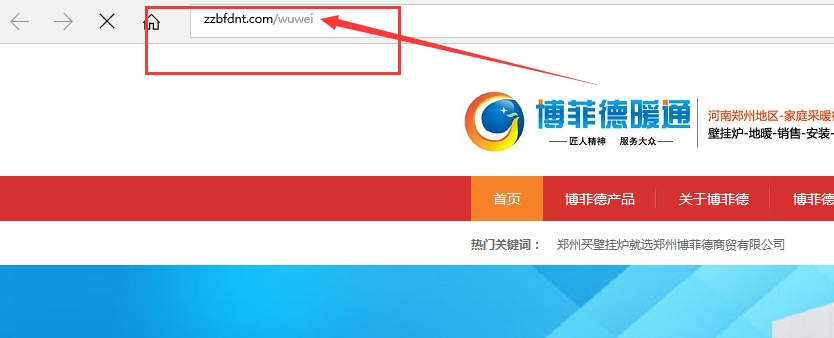 zzbfdnt.com/wuwei
博菲德暖通
匠人精神 服务大众
河南郑州地区-家庭采暖
壁挂炉-地暖-销售-安装-
首页 博菲德产品 关于博菲德 博菲德
热门关键词： 郑州买壁挂炉就选郑州博菲德商贸有限公司